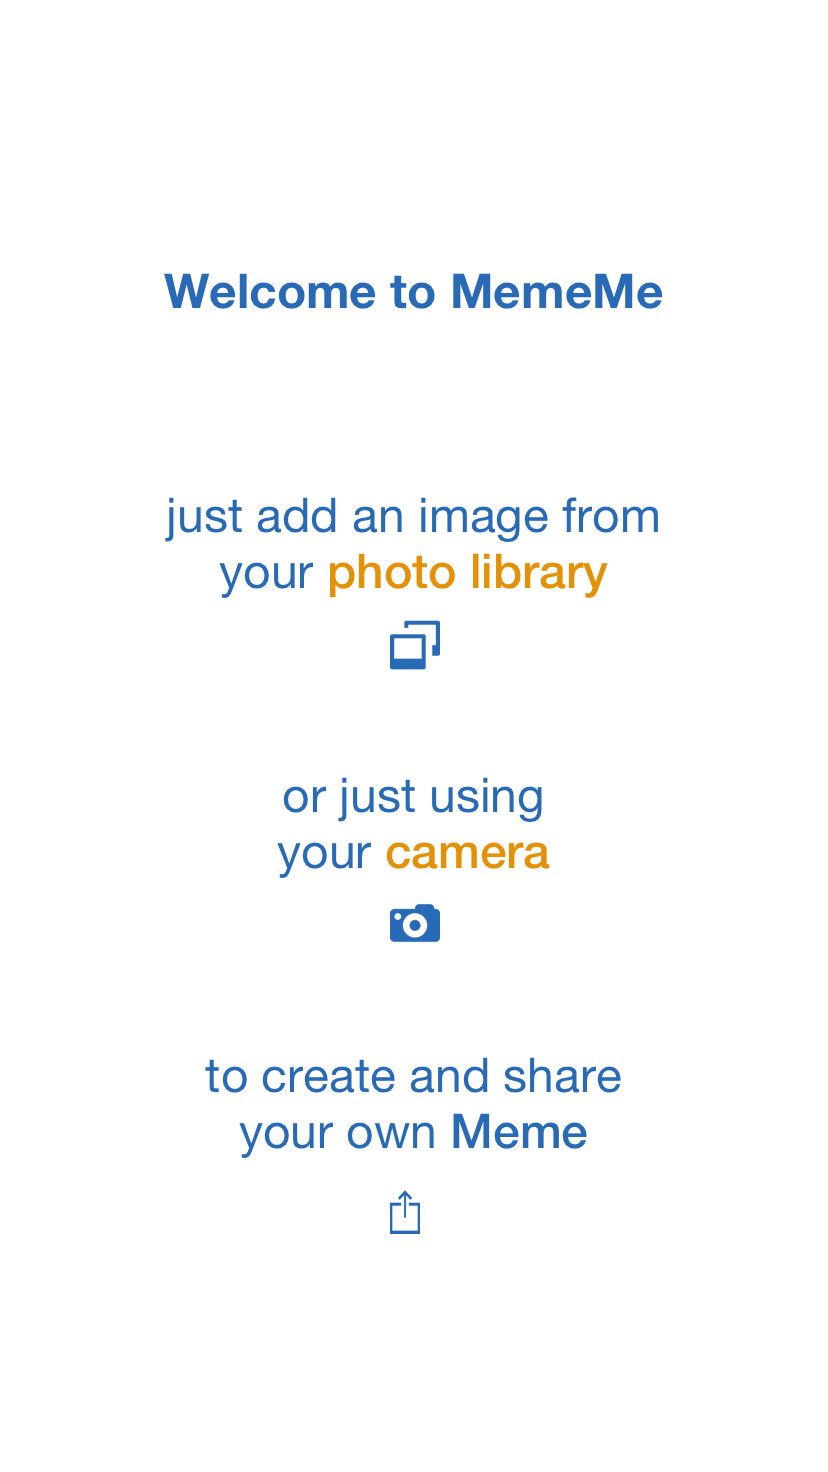 Welcome to MemeMe
just add an image from
your photo library
or just using
your camera
to create and share
your own Meme